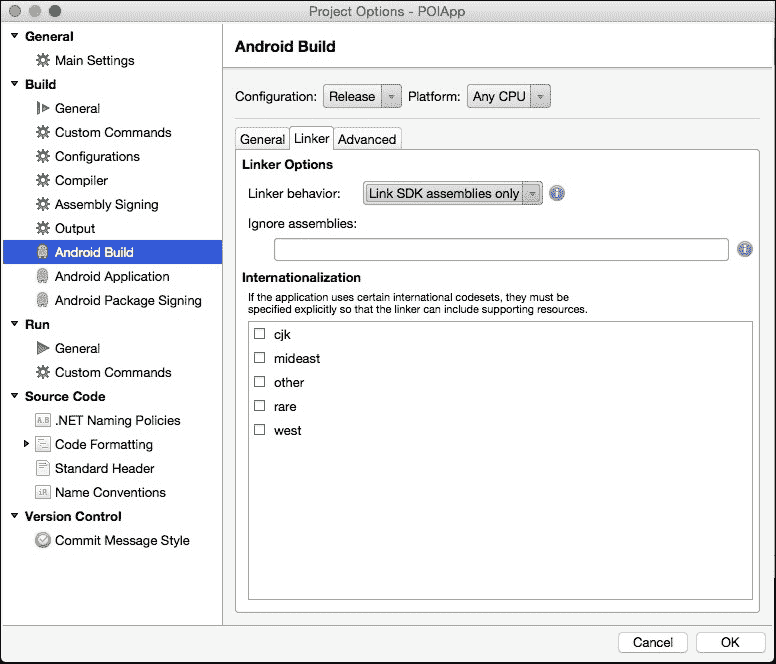 Project Options - POIApp
General
Main Settings
Build
General
Custom Commands
Configurations
Compiler
Assembly Signing
Output
Android Build
Android Application
Android Package Signing
Run
General
Custom Commands
Source Code
A.B .NET Naming Policies
Code Formatting
Standard Header
iR Name Conventions
Version Control
Commit Message Style
Android Build
Configuration: Release Platform: Any CPU
General Linker Advanced
Linker Options
Linker behavior: Link SDK assemblies only
Ignore assemblies:
Internationalization
If the application uses certain international codesets, they must be
specified explicitly so that the linker can include supporting resources.
cjk
mideast
other
rare
west
Cancel OK